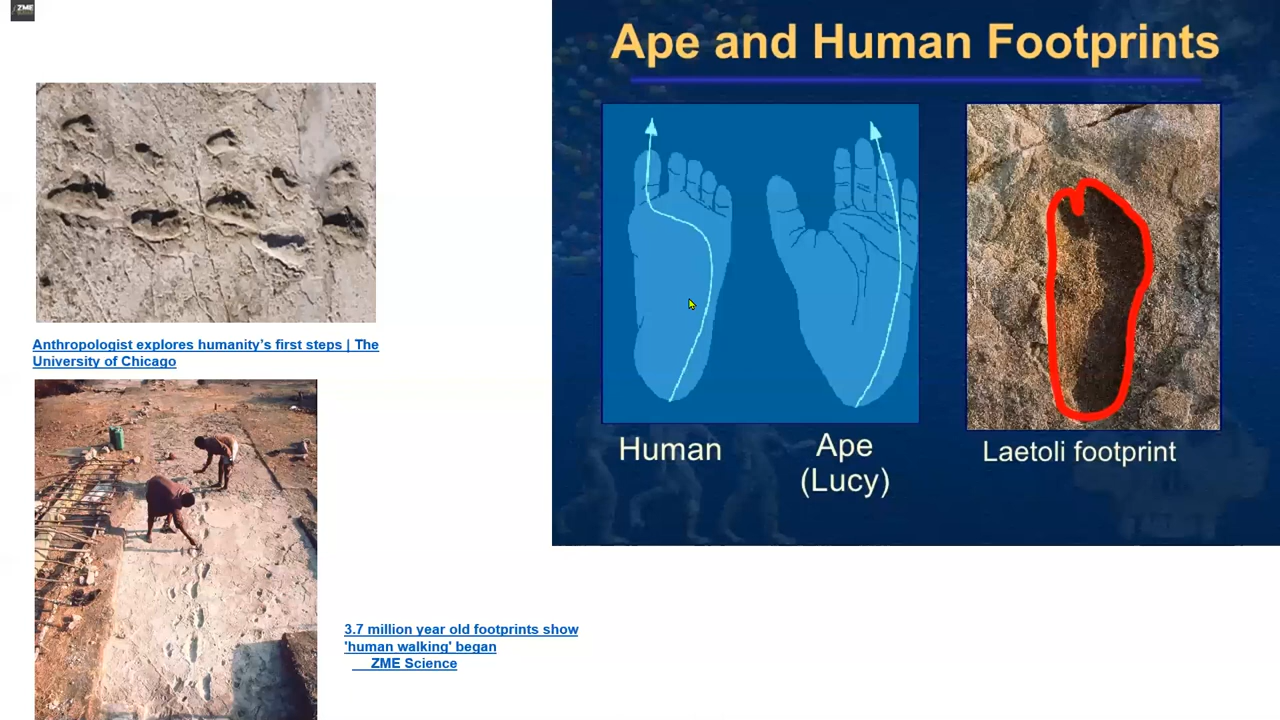 ZME
Anthropologist explores humanity’s first steps | The
University of Chicago
3.7 million year old footprints show
'human walking' began
ZME Science
Ape and Human Footprints
Human
Ape
(Lucy)
Laetoli footprint